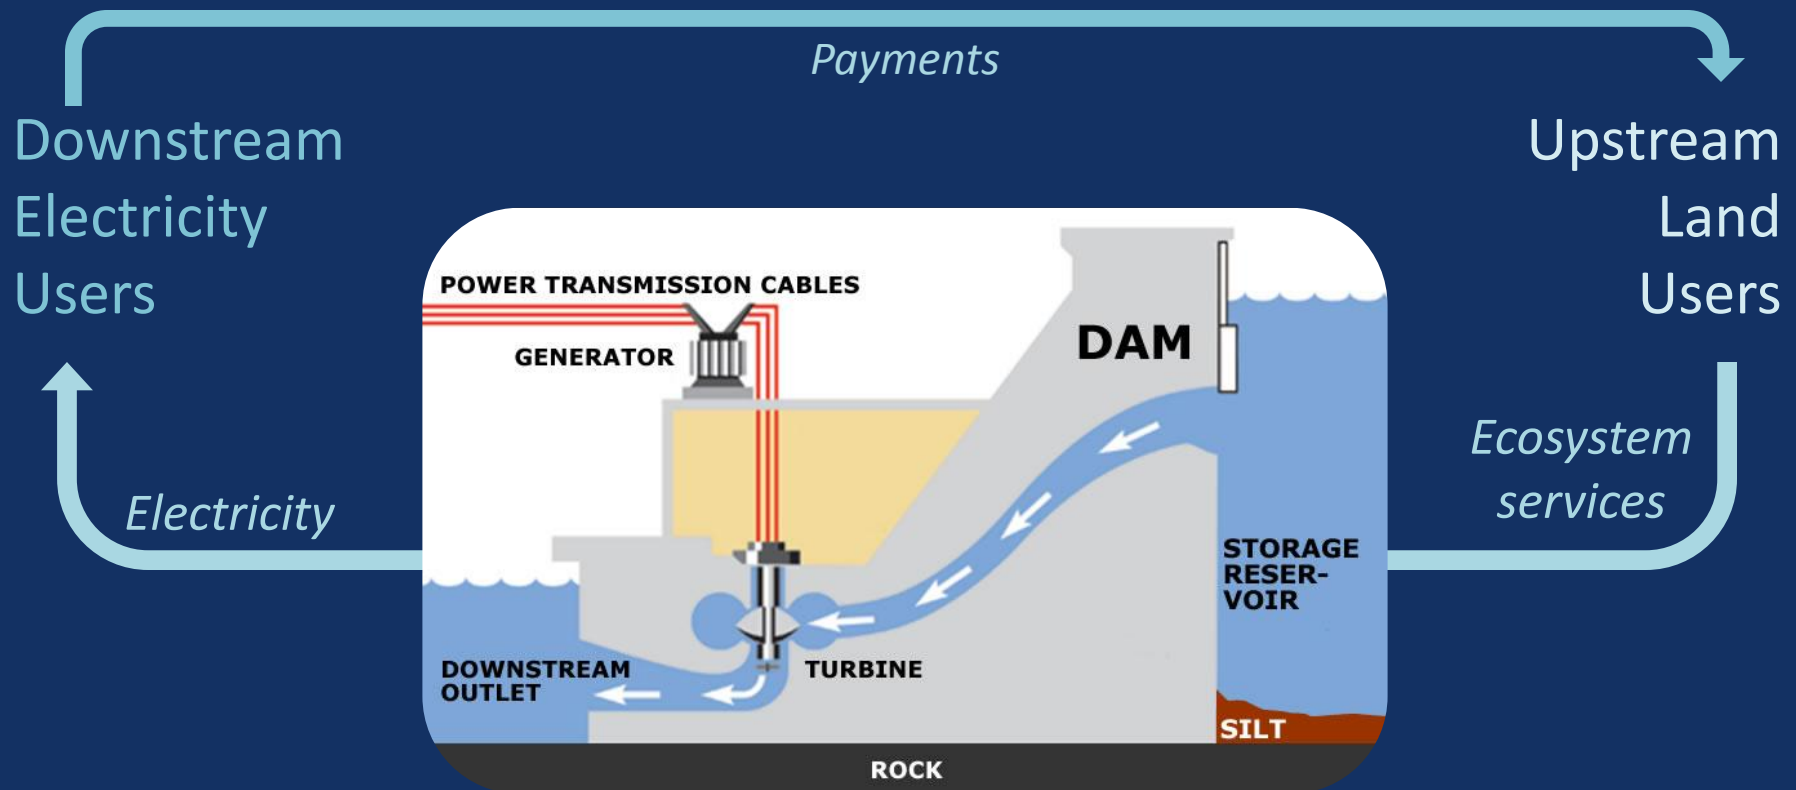 Payments
Downstream
Electricity
Users
Upstream
Land
Users
POWER TRANSMISSION CABLES
GENERATOR
DAM
Electricity
Ecosystem
services
STORAGE
RESER-
VOIR
DOWNSTREAM
OUTLET
TURBINE
SILT
ROCK